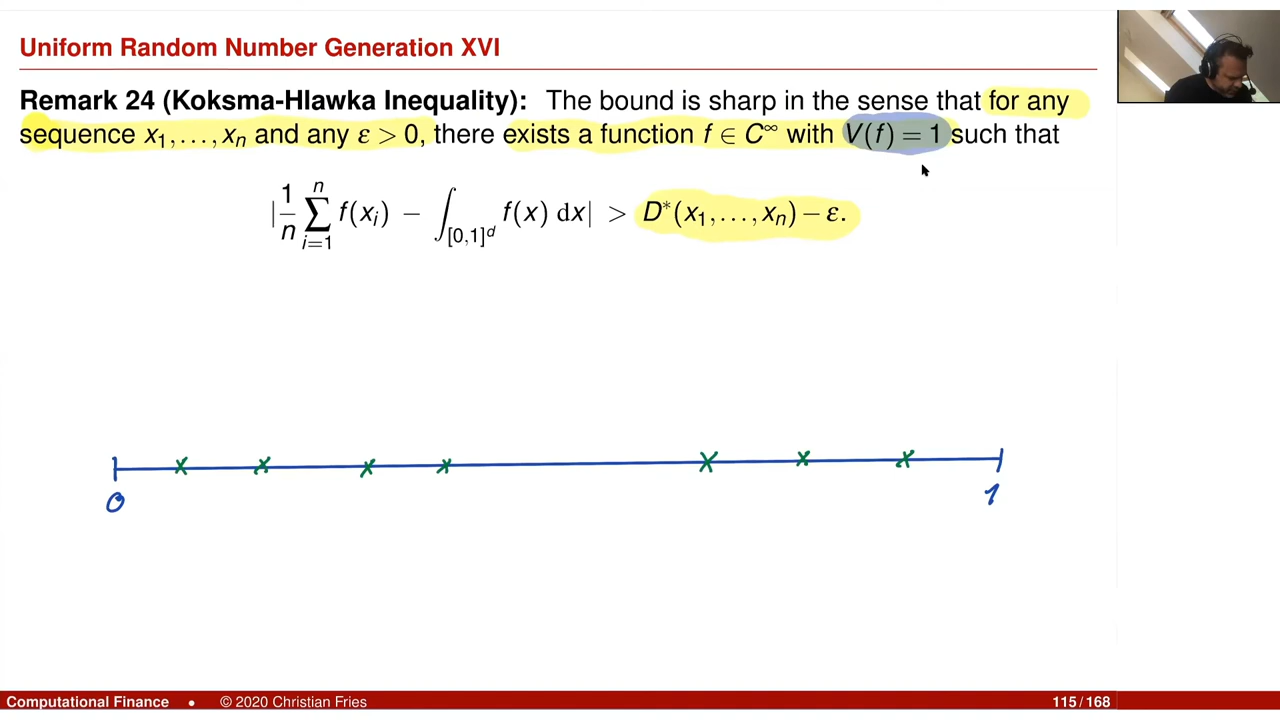 Uniform Random Number Generation XVI
Remark 24 (Koksma-Hlawka Inequality): The bound is sharp in the sense that for any
sequence x₁,...,xₙ and any ε > 0, there exists a function f ∈ C^∞ with V(f) = 1 such that
|1/n ∑_{i=1}^{n} f(x_i) − ∫_{[0,1]^d} f(x) dx| > D*(x₁,...,xₙ) − ε.
0 1
Computational Finance • © 2020 Christian Fries 115/168